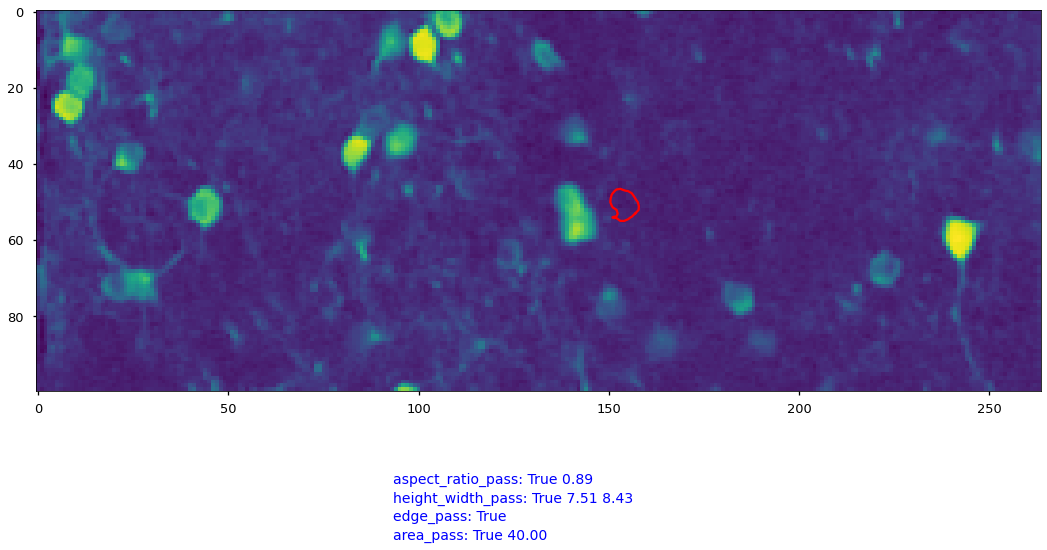 0
20
40
60
80
0 50 100 150 200 250
aspect_ratio_pass: True 0.89
height_width_pass: True 7.51 8.43
edge_pass: True
area_pass: True 40.00